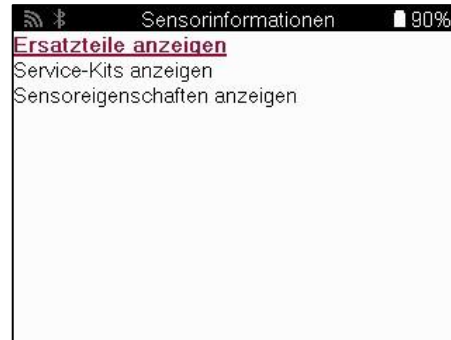 Sensorinformationen 90%
Ersatzteile anzeigen
Service-Kits anzeigen
Sensoreigenschaften anzeigen